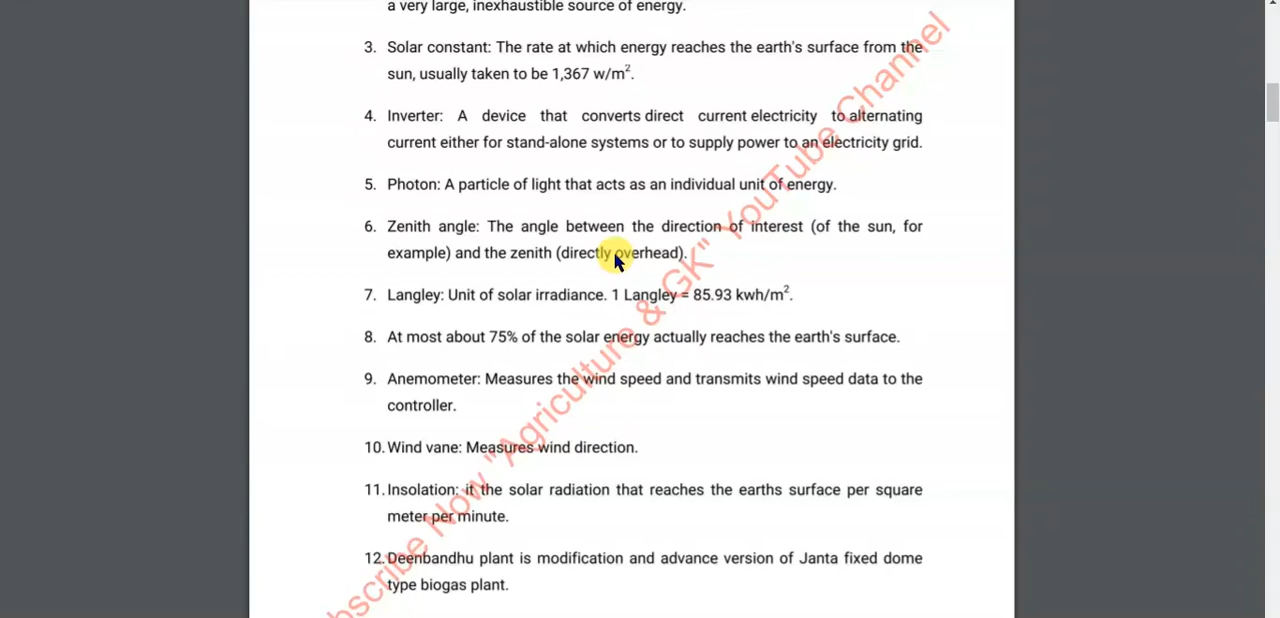 a very large, inexhaustible source of energy.
3. Solar constant: The rate at which energy reaches the earth's surface from the
sun, usually taken to be 1,367 w/m².
4. Inverter: A device that converts direct current electricity to alternating
current either for stand-alone systems or to supply power to an electricity grid.
5. Photon: A particle of light that acts as an individual unit of energy.
6. Zenith angle: The angle between the direction of interest (of the sun, for
example) and the zenith (directly overhead).
7. Langley: Unit of solar irradiance. 1 Langley = 85.93 kwh/m².
8. At most about 75% of the solar energy actually reaches the earth's surface.
9. Anemometer: Measures the wind speed and transmits wind speed data to the
controller.
10. Wind vane: Measures wind direction.
11. Insolation: it the solar radiation that reaches the earths surface per square
meter per minute.
12. Deenbandhu plant is modification and advance version of Janta fixed dome
type biogas plant.
bscribe Now "Agriculture & GK" YouTube Channel